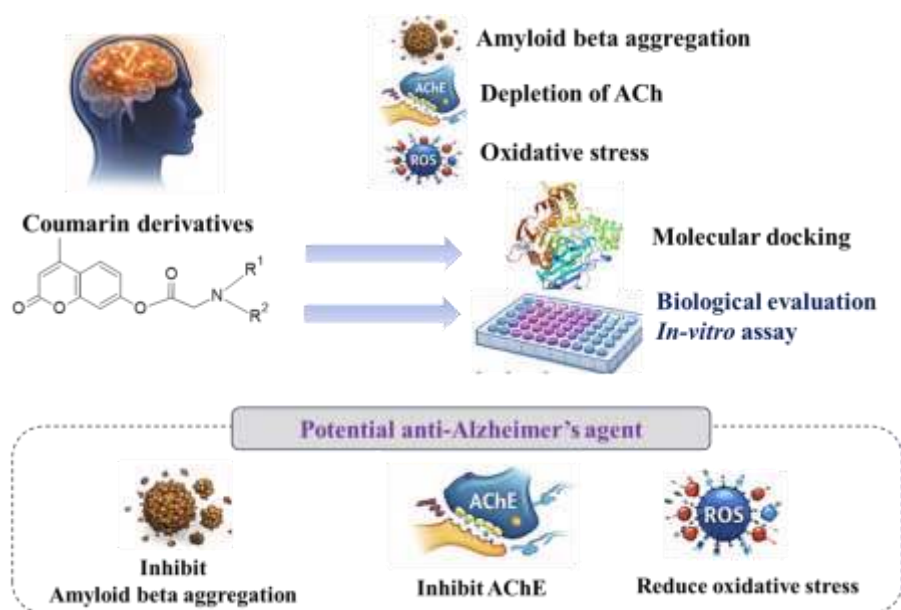 Amyloid beta aggregation
AChE
Depletion of ACh
ROS
Oxidative stress
Coumarin derivatives
O
O
O
O
N
R1
R2
Molecular docking
Biological evaluation
In-vitro assay
Potential anti-Alzheimer's agent
AChE
ROS
Inhibit
Amyloid beta aggregation
Inhibit AChE
Reduce oxidative stress